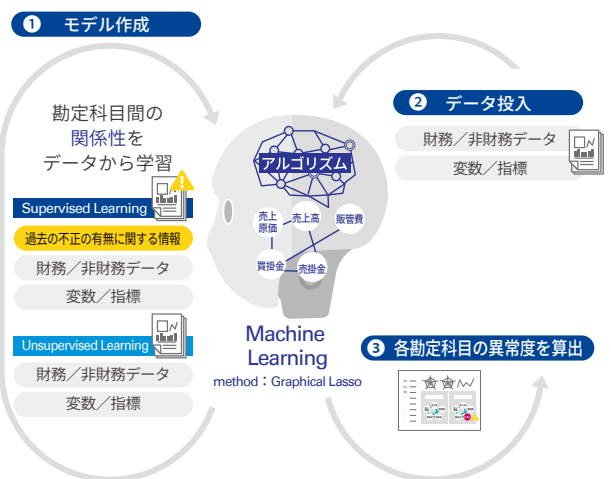 ❶ モデル作成
勘定科目間の
関係性を
データから学習
Supervised Learning
過去の不正の有無に関する情報
財務／非財務データ
変数／指標
Unsupervised Learning
財務／非財務データ
変数／指標
アルゴリズム
売上
原価
売上高
販管費
買掛金
売掛金
Machine
Learning
method：Graphical Lasso
❷ データ投入
財務／非財務データ
変数／指標
❸ 各勘定科目の異常度を算出